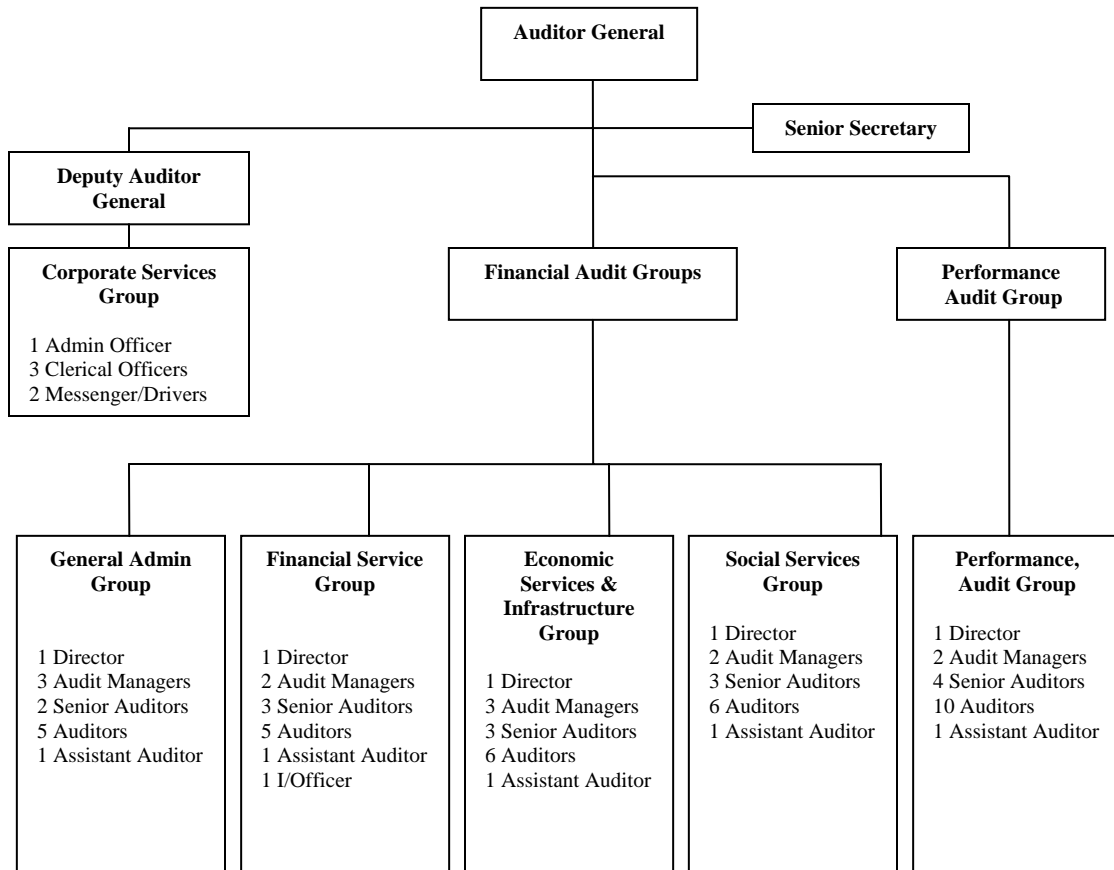 Auditor General
Senior Secretary
Deputy Auditor
General
Corporate Services
Group
1 Admin Officer
3 Clerical Officers
2 Messenger/Drivers
Financial Audit Groups
Performance
Audit Group
General Admin
Group
1 Director
3 Audit Managers
2 Senior Auditors
5 Auditors
1 Assistant Auditor
Financial Service
Group
1 Director
2 Audit Managers
3 Senior Auditors
5 Auditors
1 Assistant Auditor
1 I/Officer
Economic
Services &
Infrastructure
Group
1 Director
3 Audit Managers
3 Senior Auditors
6 Auditors
1 Assistant Auditor
Social Services
Group
1 Director
2 Audit Managers
3 Senior Auditors
6 Auditors
1 Assistant Auditor
Performance,
Audit Group
1 Director
2 Audit Managers
4 Senior Auditors
10 Auditors
1 Assistant Auditor